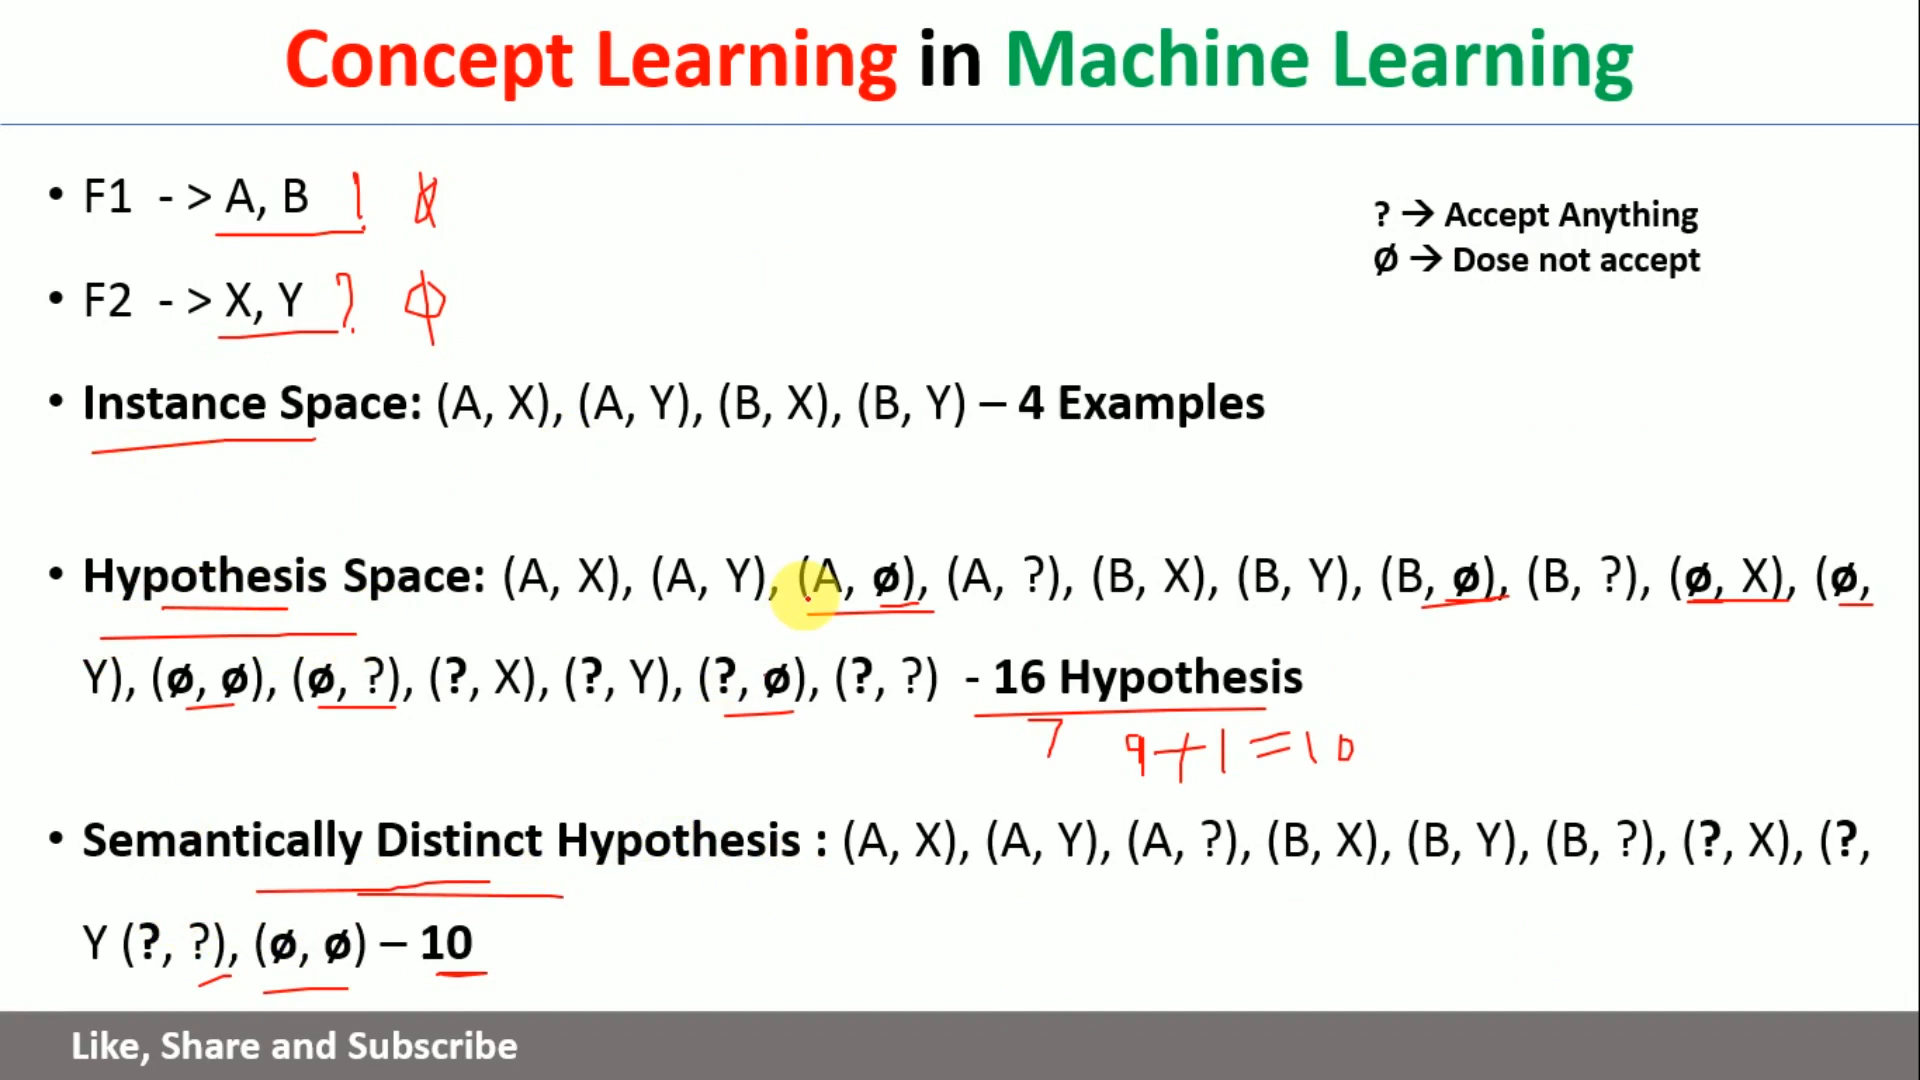 Concept Learning in Machine Learning
• F1 - > A, B ? ø
? → Accept Anything
ø → Dose not accept
• F2 - > X, Y ? ø
• Instance Space: (A, X), (A, Y), (B, X), (B, Y) – 4 Examples
• Hypothesis Space: (A, X), (A, Y), (A, ø), (A, ?), (B, X), (B, Y), (B, ø), (B, ?), (ø, X), (ø,
Y), (ø, ø), (ø, ?), (?, X), (?, Y), (?, ø), (?, ?) - 16 Hypothesis
7 9+1=10
• Semantically Distinct Hypothesis : (A, X), (A, Y), (A, ?), (B, X), (B, Y), (B, ?), (?, X), (?,
Y (?, ?), (ø, ø) – 10
Like, Share and Subscribe